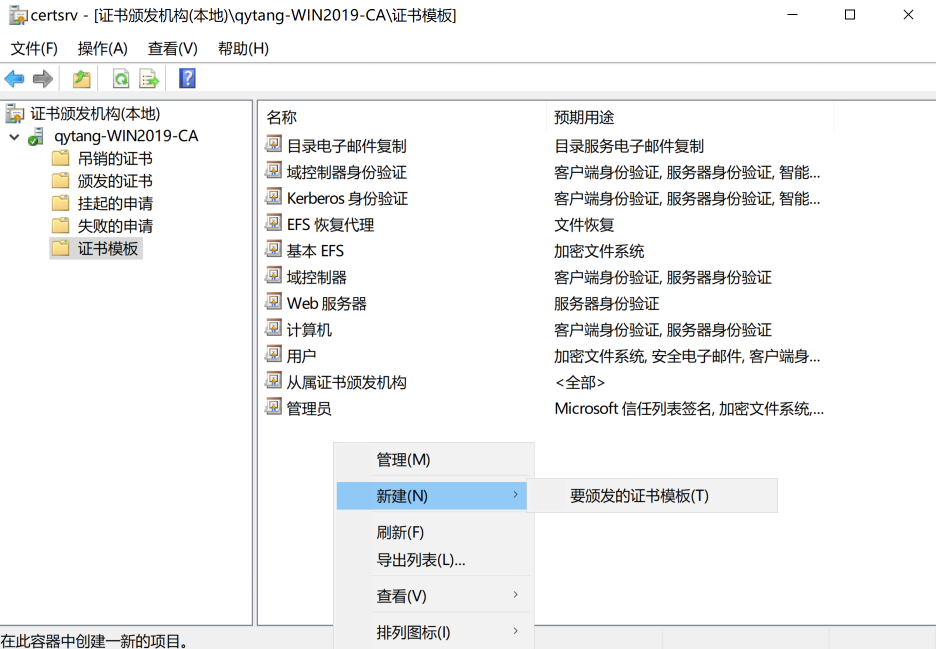 certsrv - [证书颁发机构(本地)\qytang-WIN2019-CA\证书模板]
文件(F) 操作(A) 查看(V) 帮助(H)
证书颁发机构(本地)
qytang-WIN2019-CA
吊销的证书
颁发的证书
挂起的申请
失败的申请
证书模板
名称 预期用途
目录电子邮件复制 目录服务电子邮件复制
域控制器身份验证 客户端身份验证, 服务器身份验证, 智能...
Kerberos 身份验证 客户端身份验证, 服务器身份验证, 智能...
EFS 恢复代理 文件恢复
基本 EFS 加密文件系统
域控制器 客户端身份验证, 服务器身份验证
Web 服务器 服务器身份验证
计算机 客户端身份验证, 服务器身份验证
用户 加密文件系统, 安全电子邮件, 客户端身...
从属证书颁发机构 <全部>
管理员 Microsoft 信任列表签名, 加密文件系统,...
管理(M)
新建(N)
要颁发的证书模板(T)
刷新(F)
导出列表(L)...
查看(V)
排列图标(I)
在此容器中创建一新的项目。